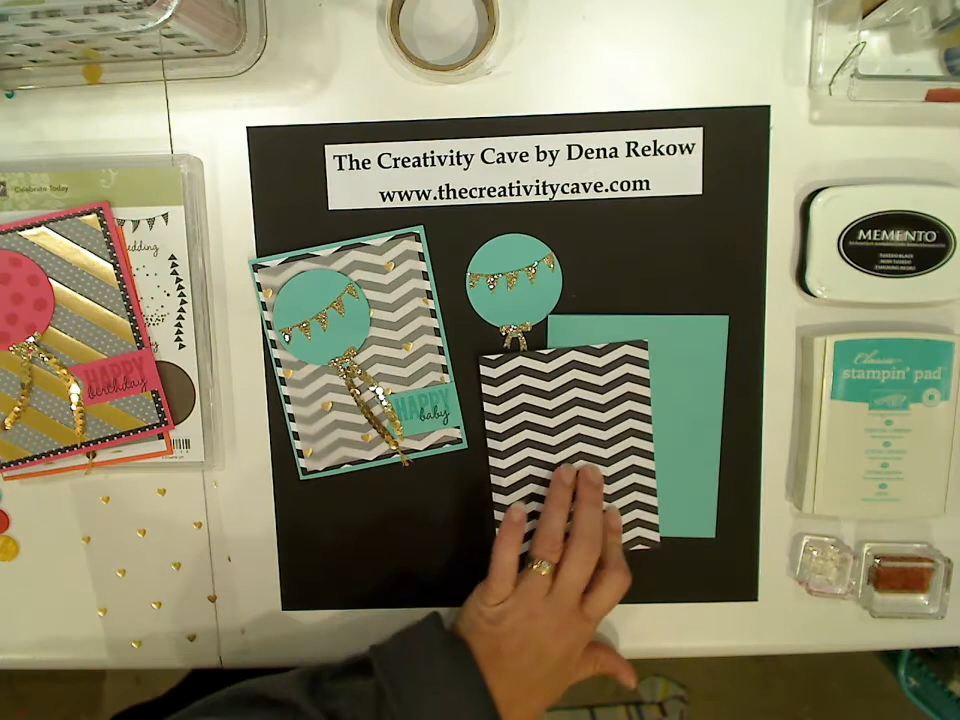 The Creativity Cave by Dena Rekow
www.thecreativitycave.com
Celebrate Today
wedding
HAPPY
birthday
HAPPY
baby
MEMENTO
Classic
stampin' pad